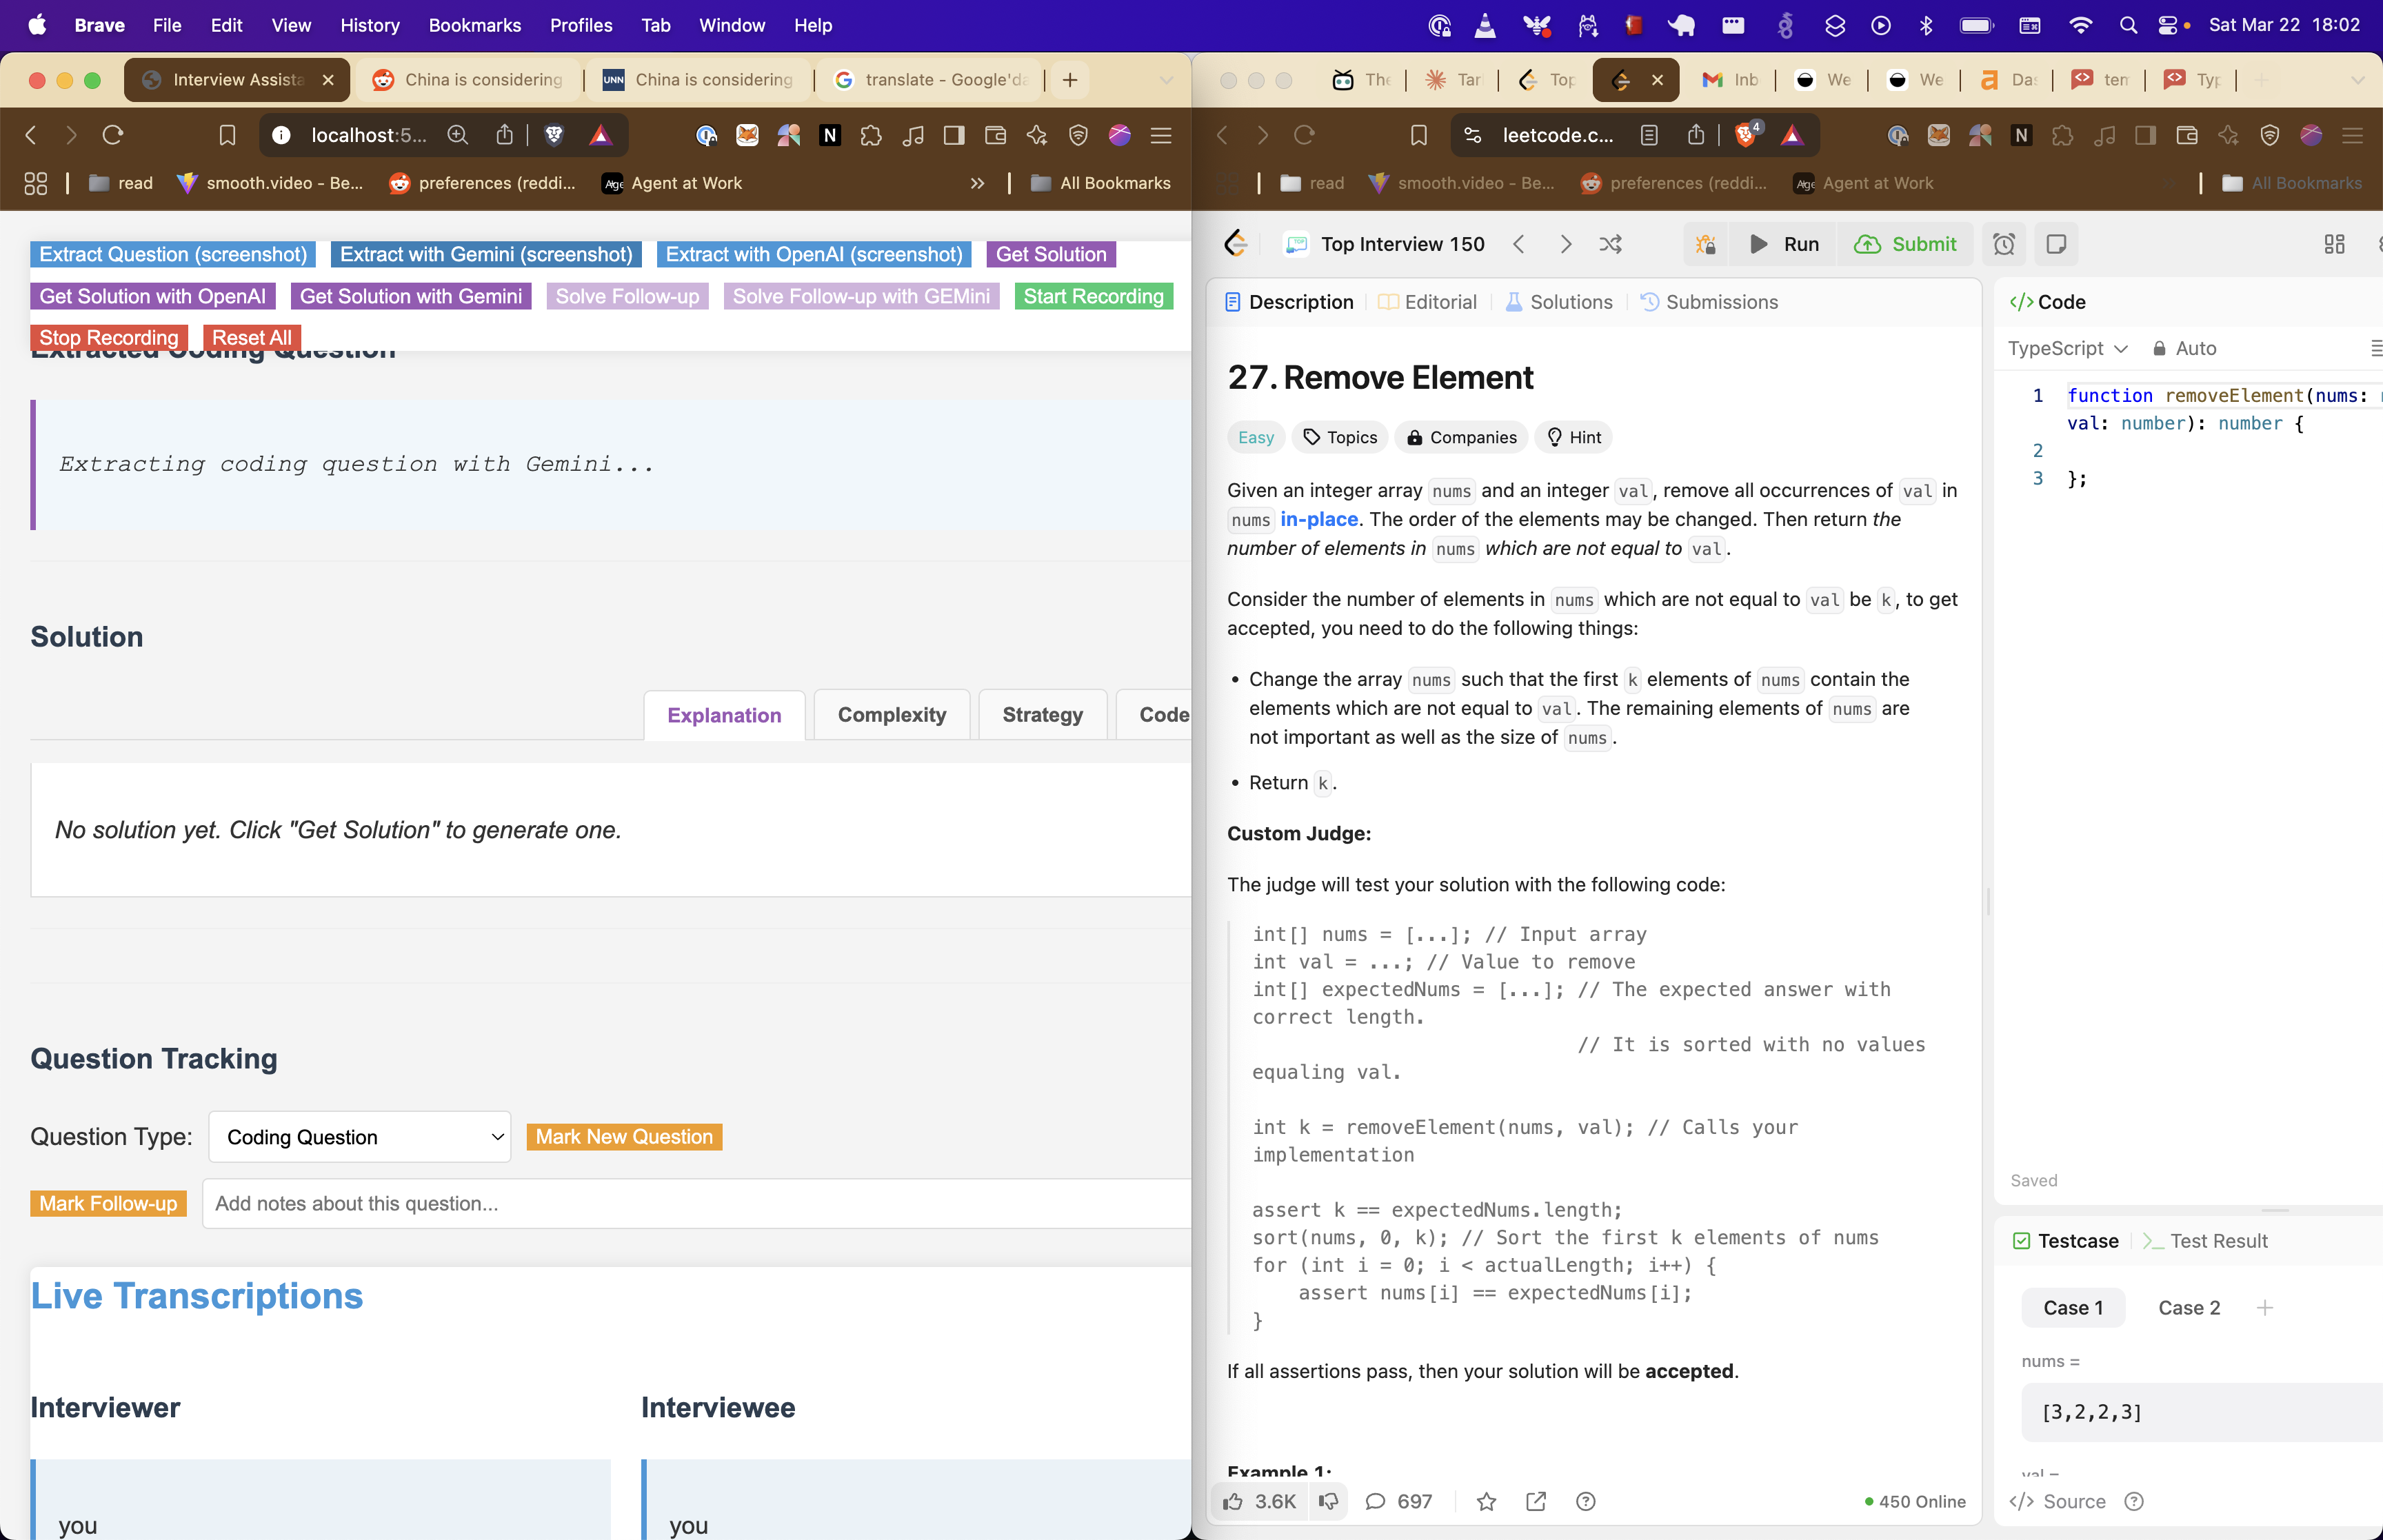 Brave File Edit View History Bookmarks Profiles Tab Window Help Sat Mar 22 18:02
Interview Assista
China is considering
UNN China is considering
translate - Google'da
localhost:5...
read
smooth.video - Be...
preferences (reddi...
Agent at Work
All Bookmarks
Extract Question (screenshot) Extract with Gemini (screenshot) Extract with OpenAI (screenshot) Get Solution
Get Solution with OpenAI Get Solution with Gemini Solve Follow-up Solve Follow-up with GEMini Start Recording
Stop Recording Reset All
Extracted Coding Question
Extracting coding question with Gemini...
Solution
Explanation Complexity Strategy Code
No solution yet. Click "Get Solution" to generate one.
Question Tracking
Question Type: Coding Question Mark New Question
Mark Follow-up Add notes about this question...
Live Transcriptions
Interviewer Interviewee
you you
The Tar Top Inb We We Das tem Typ
leetcode.c... 4
read
smooth.video - Be...
preferences (reddi...
Agent at Work
All Bookmarks
Top Interview 150 Run Submit
Description Editorial Solutions Submissions
27. Remove Element
Easy Topics Companies Hint
Given an integer array nums and an integer val, remove all occurrences of val in
nums in-place. The order of the elements may be changed. Then return the
number of elements in nums which are not equal to val.
Consider the number of elements in nums which are not equal to val be k, to get
accepted, you need to do the following things:
• Change the array nums such that the first k elements of nums contain the
elements which are not equal to val. The remaining elements of nums are
not important as well as the size of nums.
• Return k.
Custom Judge:
The judge will test your solution with the following code:
int[] nums = [...]; // Input array
int val = ...; // Value to remove
int[] expectedNums = [...]; // The expected answer with
correct length.
// It is sorted with no values
equaling val.
int k = removeElement(nums, val); // Calls your
implementation
assert k == expectedNums.length;
sort(nums, 0, k); // Sort the first k elements of nums
for (int i = 0; i < actualLength; i++) {
assert nums[i] == expectedNums[i];
}
If all assertions pass, then your solution will be accepted.
Example 1:
3.6K 697 450 Online
</> Code
TypeScript Auto
1 function removeElement(nums:
val: number): number {
2
3 };
Saved
Testcase Test Result
Case 1 Case 2 +
nums =
[3,2,2,3]
val =
</> Source